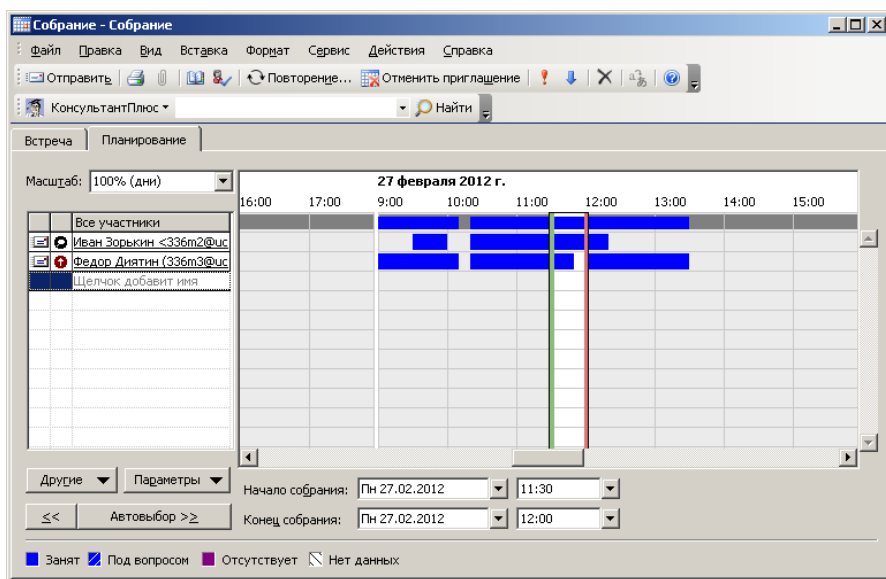 Собрание - Собрание
Файл Правка Вид Вставка Формат Сервис Действия Справка
Отправить Повторение... Отменить приглашение
КонсультантПлюс Найти
Встреча Планирование
Масштаб: 100% (дни)
27 февраля 2012 г.
16:00 17:00 9:00 10:00 11:00 12:00 13:00 14:00 15:00
Все участники
Иван Зорькин <336m2@uc
Федор Диятин (336m3@uc
Щелчок добавит имя
Другие Параметры
<< Автовыбор >>
Начало собрания: Пн 27.02.2012 11:30
Конец собрания: Пн 27.02.2012 12:00
Занят Под вопросом Отсутствует Нет данных